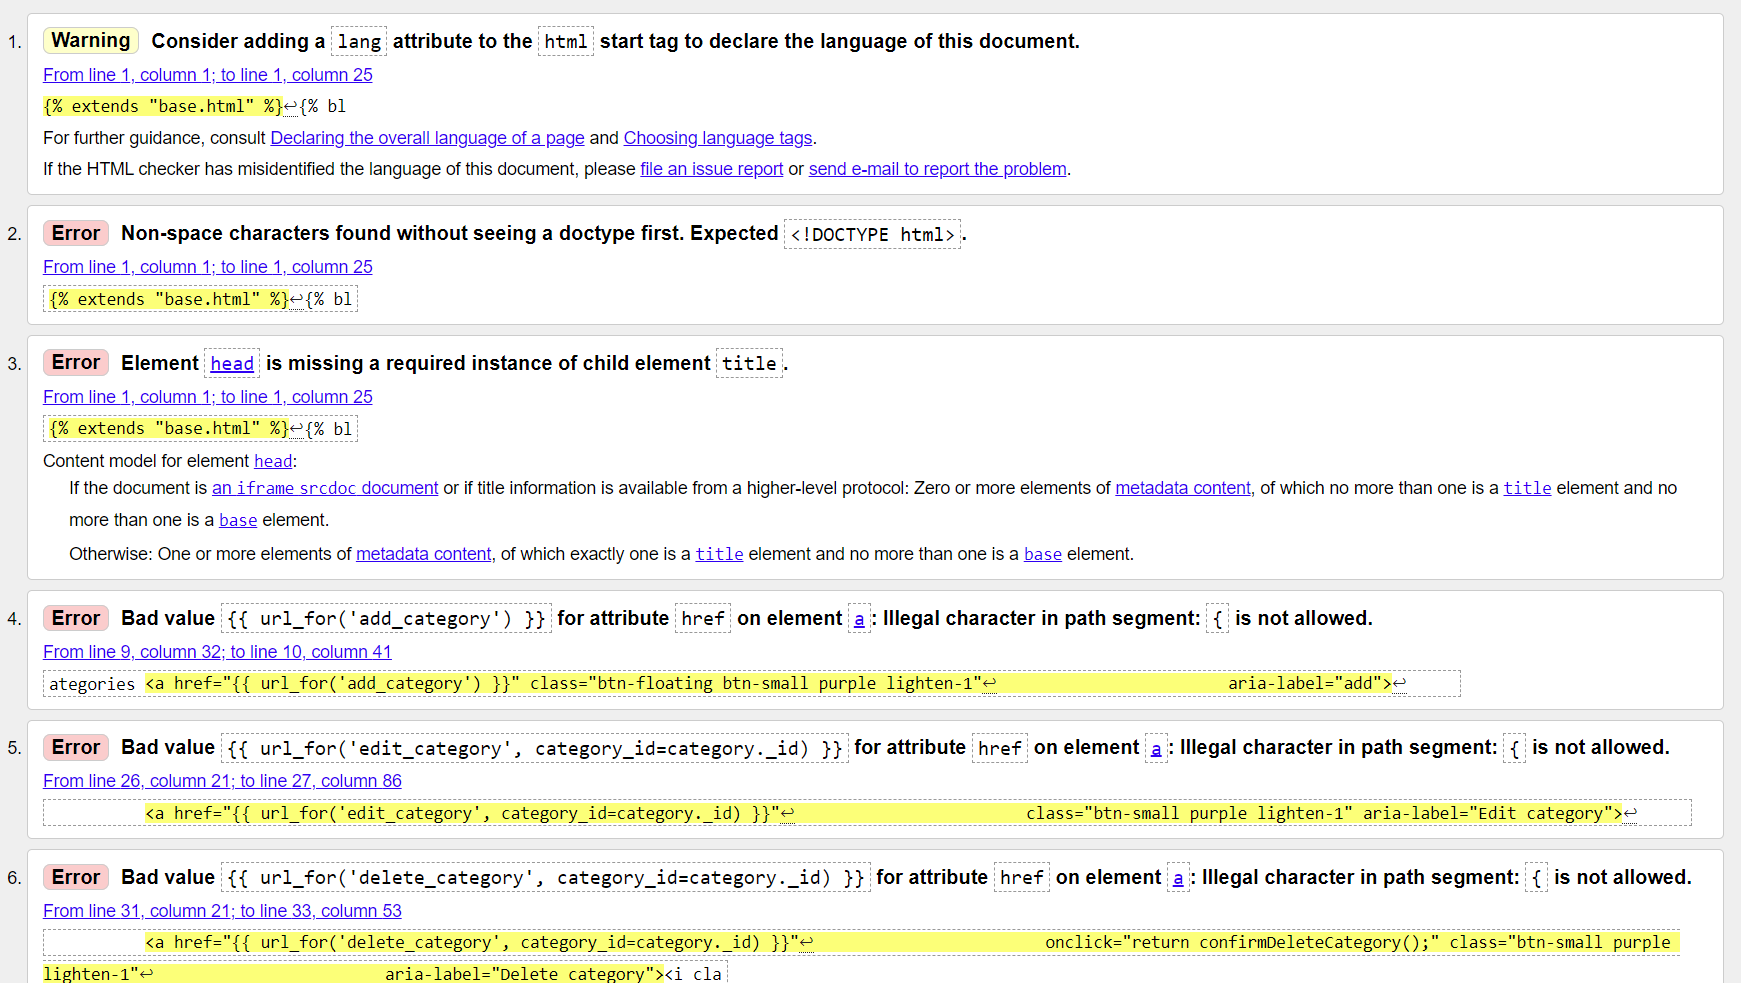 1. Warning Consider adding a lang attribute to the html start tag to declare the language of this document.
From line 1, column 1; to line 1, column 25
{% extends "base.html" %}↩{% bl
For further guidance, consult Declaring the overall language of a page and Choosing language tags.
If the HTML checker has misidentified the language of this document, please file an issue report or send e-mail to report the problem.
2. Error Non-space characters found without seeing a doctype first. Expected <!DOCTYPE html>.
From line 1, column 1; to line 1, column 25
{% extends "base.html" %}↩{% bl
3. Error Element head is missing a required instance of child element title.
From line 1, column 1; to line 1, column 25
{% extends "base.html" %}↩{% bl
Content model for element head:
If the document is an iframe srcdoc document or if title information is available from a higher-level protocol: Zero or more elements of metadata content, of which no more than one is a title element and no
more than one is a base element.
Otherwise: One or more elements of metadata content, of which exactly one is a title element and no more than one is a base element.
4. Error Bad value {{ url_for('add_category') }} for attribute href on element a: Illegal character in path segment: { is not allowed.
From line 9, column 32; to line 10, column 41
ategories <a href="{{ url_for('add_category') }}" class="btn-floating btn-small purple lighten-1"↩ aria-label="add">↩
5. Error Bad value {{ url_for('edit_category', category_id=category._id) }} for attribute href on element a: Illegal character in path segment: { is not allowed.
From line 26, column 21; to line 27, column 86
<a href="{{ url_for('edit_category', category_id=category._id) }}"↩ class="btn-small purple lighten-1" aria-label="Edit category">↩
6. Error Bad value {{ url_for('delete_category', category_id=category._id) }} for attribute href on element a: Illegal character in path segment: { is not allowed.
From line 31, column 21; to line 33, column 53
<a href="{{ url_for('delete_category', category_id=category._id) }}"↩ onclick="return confirmDeleteCategory();" class="btn-small purple
lighten-1"↩ aria-label="Delete category"><i cla